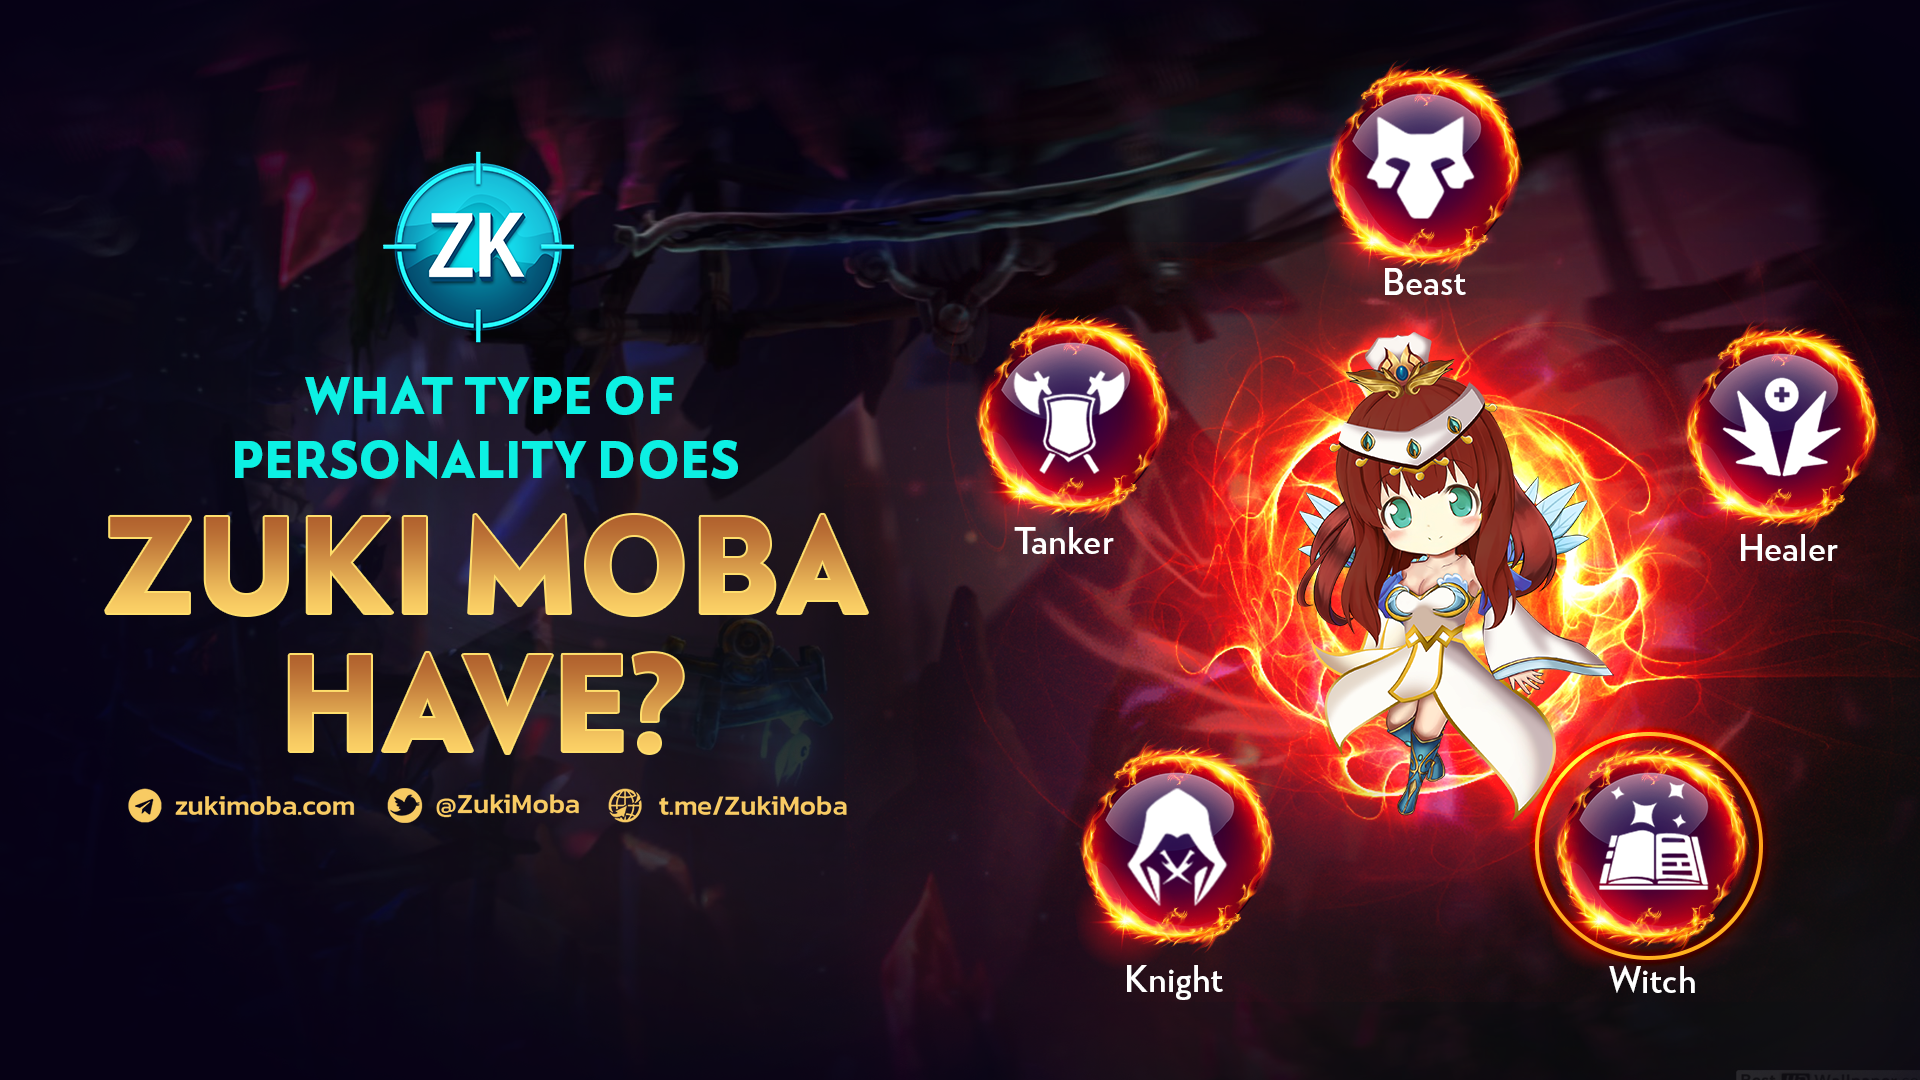 ZK
WHAT TYPE OF
PERSONALITY DOES
ZUKI MOBA
HAVE?
zukimoba.com @ZukiMoba t.me/ZukiMoba
Beast
Tanker
Healer
Knight
Witch